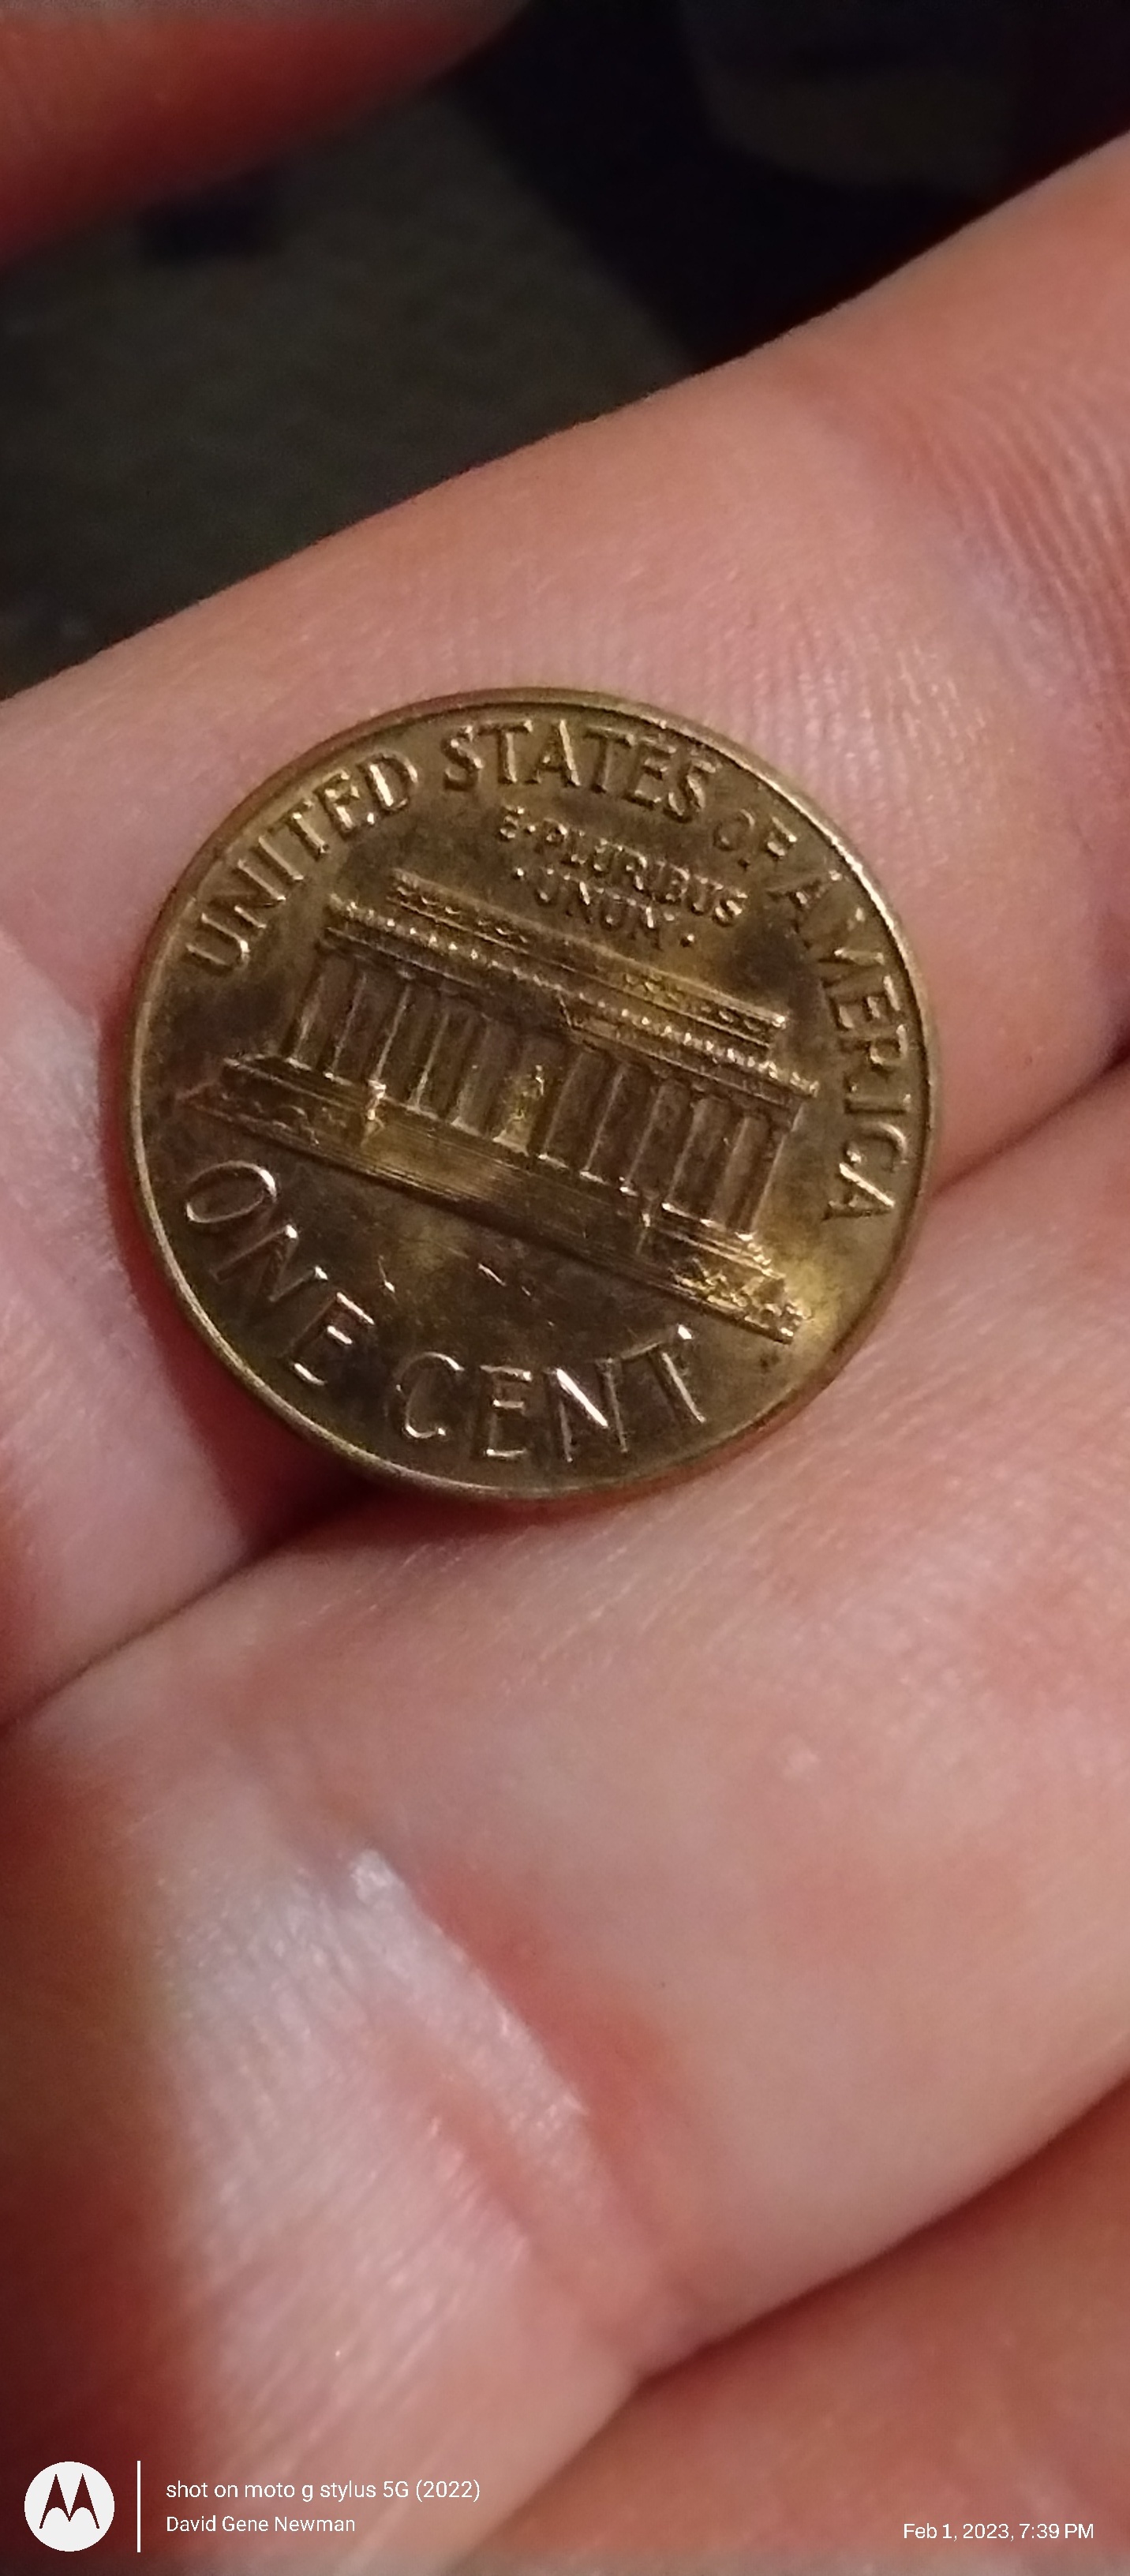 UNITED STATES OF AMERICA
E·PLURIBUS
·UNUM·
ONE CENT
shot on moto g stylus 5G (2022)
David Gene Newman
Feb 1, 2023, 7:39 PM